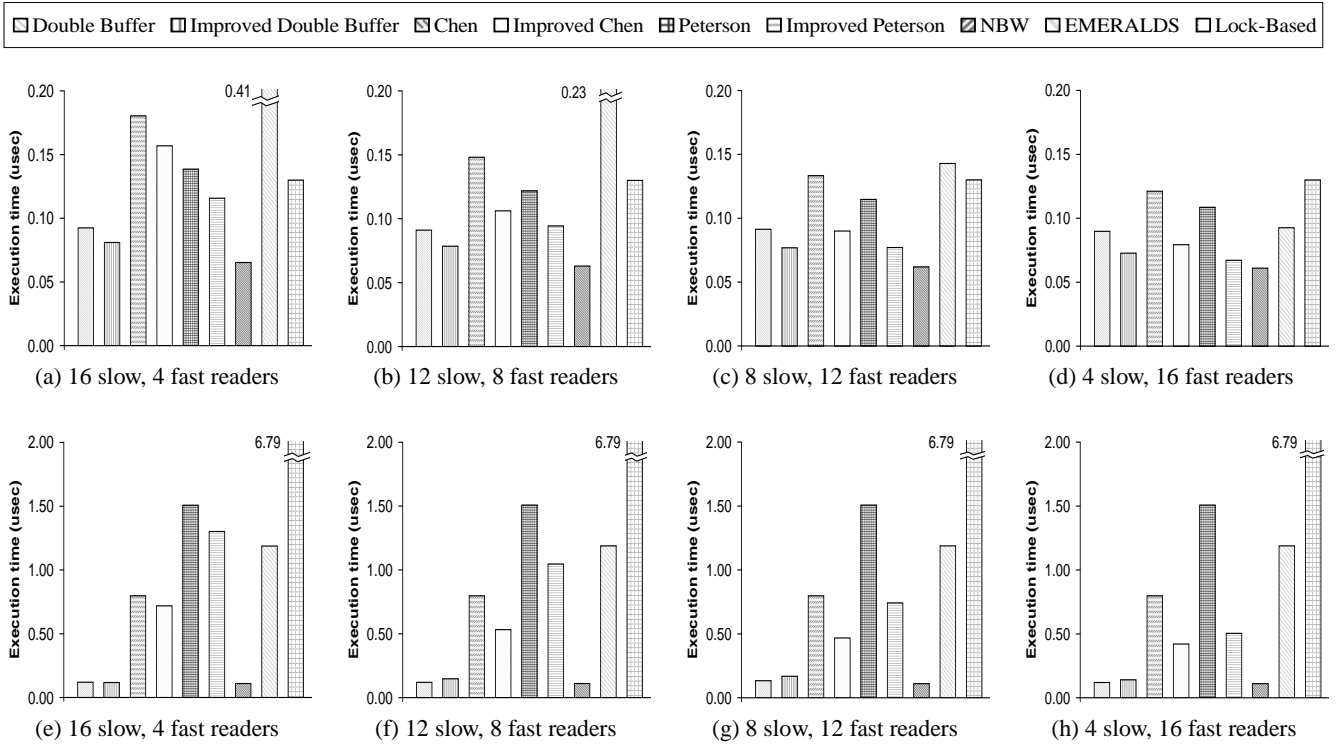 Double Buffer Improved Double Buffer Chen Improved Chen Peterson Improved Peterson NBW EMERALDS Lock-Based
0.41
0.20
0.15
0.10
0.05
0.00
Execution time (usec)
(a) 16 slow, 4 fast readers
0.23
0.20
0.15
0.10
0.05
0.00
Execution time (usec)
(b) 12 slow, 8 fast readers
0.20
0.15
0.10
0.05
0.00
Execution time (usec)
(c) 8 slow, 12 fast readers
0.20
0.15
0.10
0.05
0.00
Execution time (usec)
(d) 4 slow, 16 fast readers
6.79
2.00
1.50
1.00
0.50
0.00
Execution time (usec)
(e) 16 slow, 4 fast readers
6.79
2.00
1.50
1.00
0.50
0.00
Execution time (usec)
(f) 12 slow, 8 fast readers
6.79
2.00
1.50
1.00
0.50
0.00
Execution time (usec)
(g) 8 slow, 12 fast readers
6.79
2.00
1.50
1.00
0.50
0.00
Execution time (usec)
(h) 4 slow, 16 fast readers